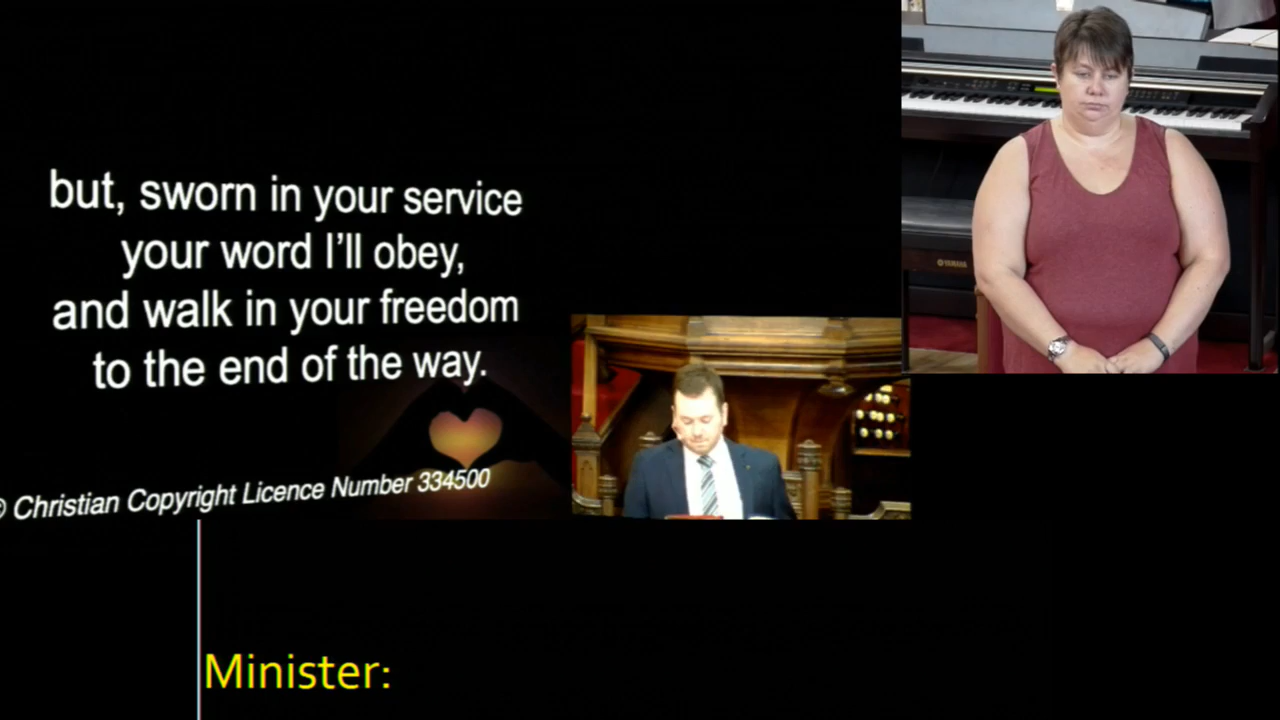 but, sworn in your service
your word I'll obey,
and walk in your freedom
to the end of the way.
© Christian Copyright Licence Number 334500
YAMAHA
Minister: